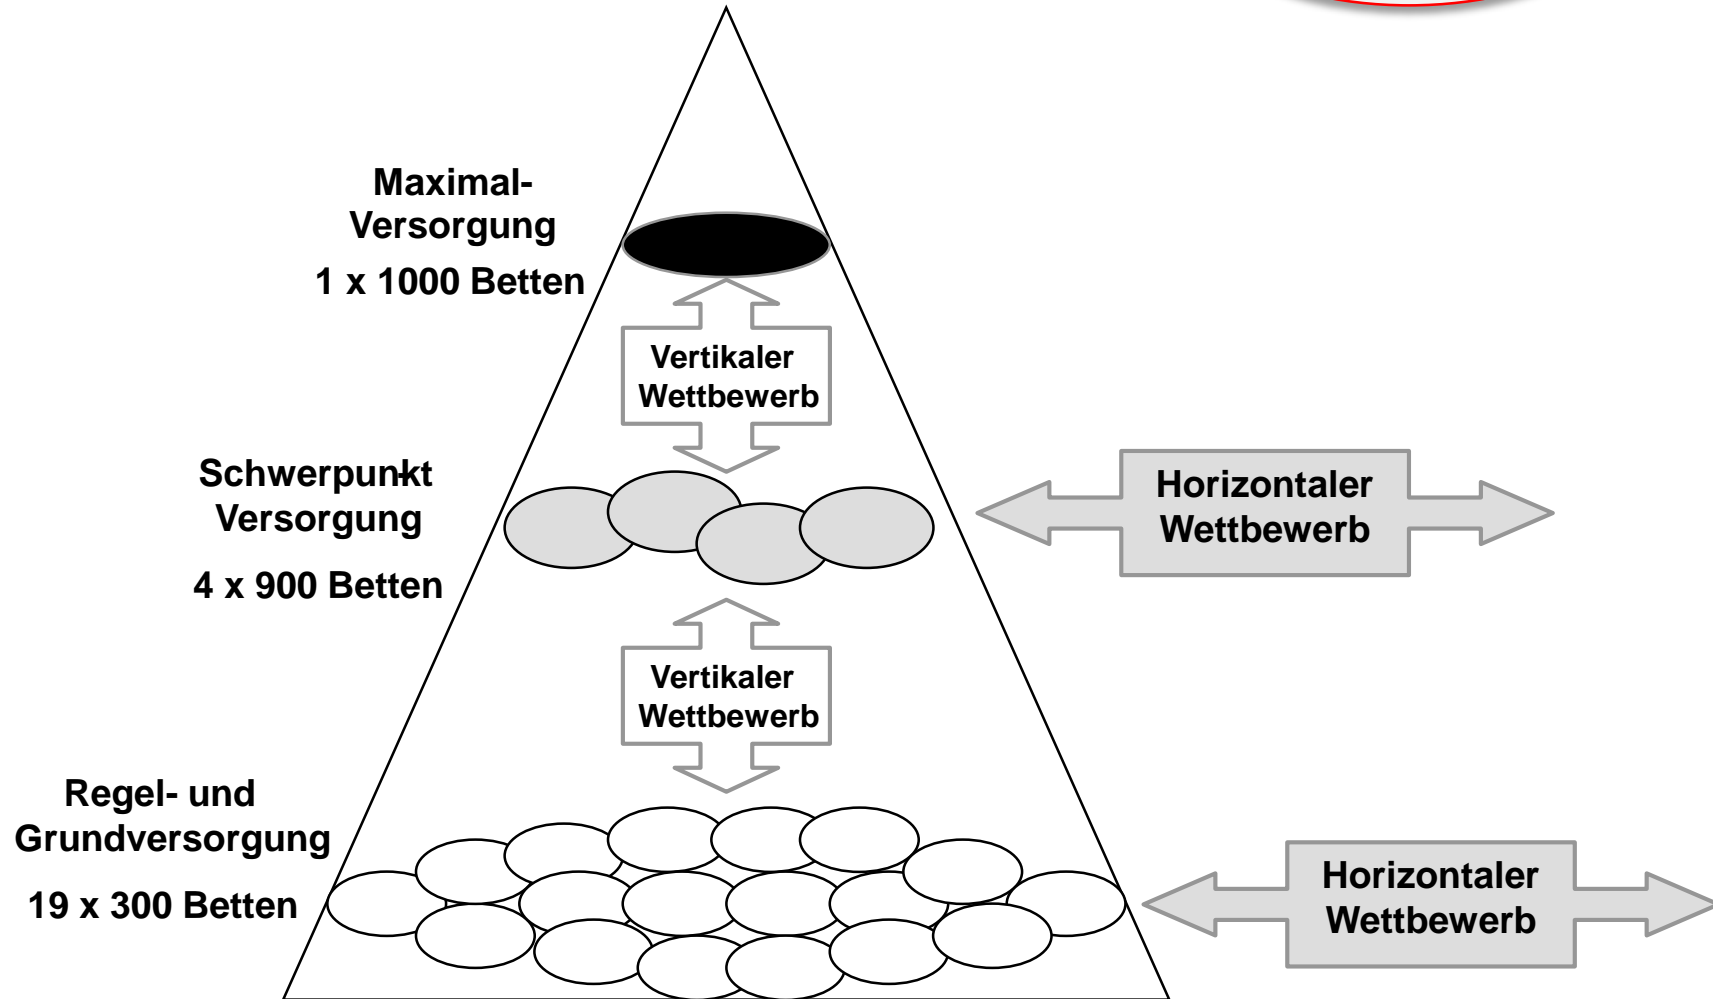 Maximal-
Versorgung
1 x 1000 Betten
Vertikaler
Wettbewerb
Schwerpunkt-
Versorgung
4 x 900 Betten
Horizontaler
Wettbewerb
Vertikaler
Wettbewerb
Regel- und
Grundversorgung
19 x 300 Betten
Horizontaler
Wettbewerb